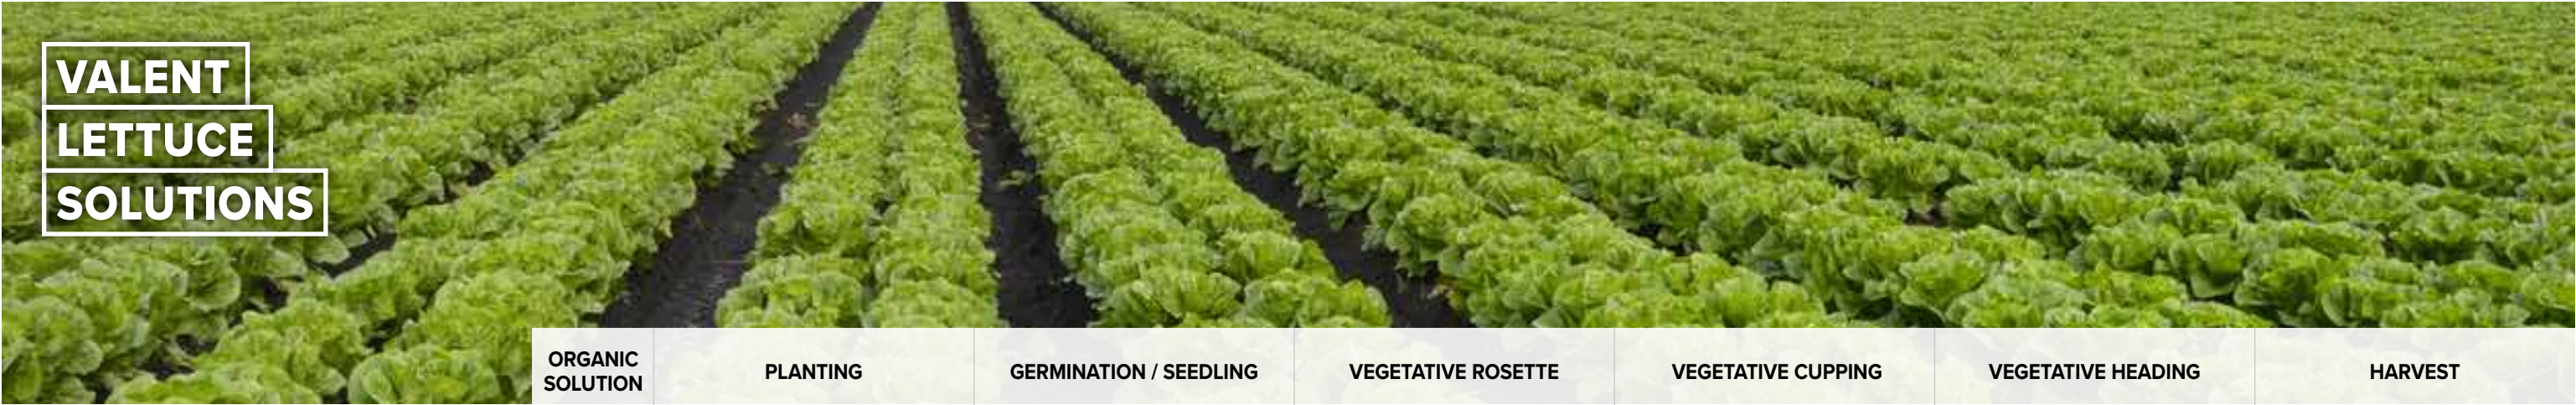 VALENT
LETTUCE
SOLUTIONS
ORGANIC
SOLUTION
PLANTING
GERMINATION / SEEDLING
VEGETATIVE ROSETTE
VEGETATIVE CUPPING
VEGETATIVE HEADING
HARVEST